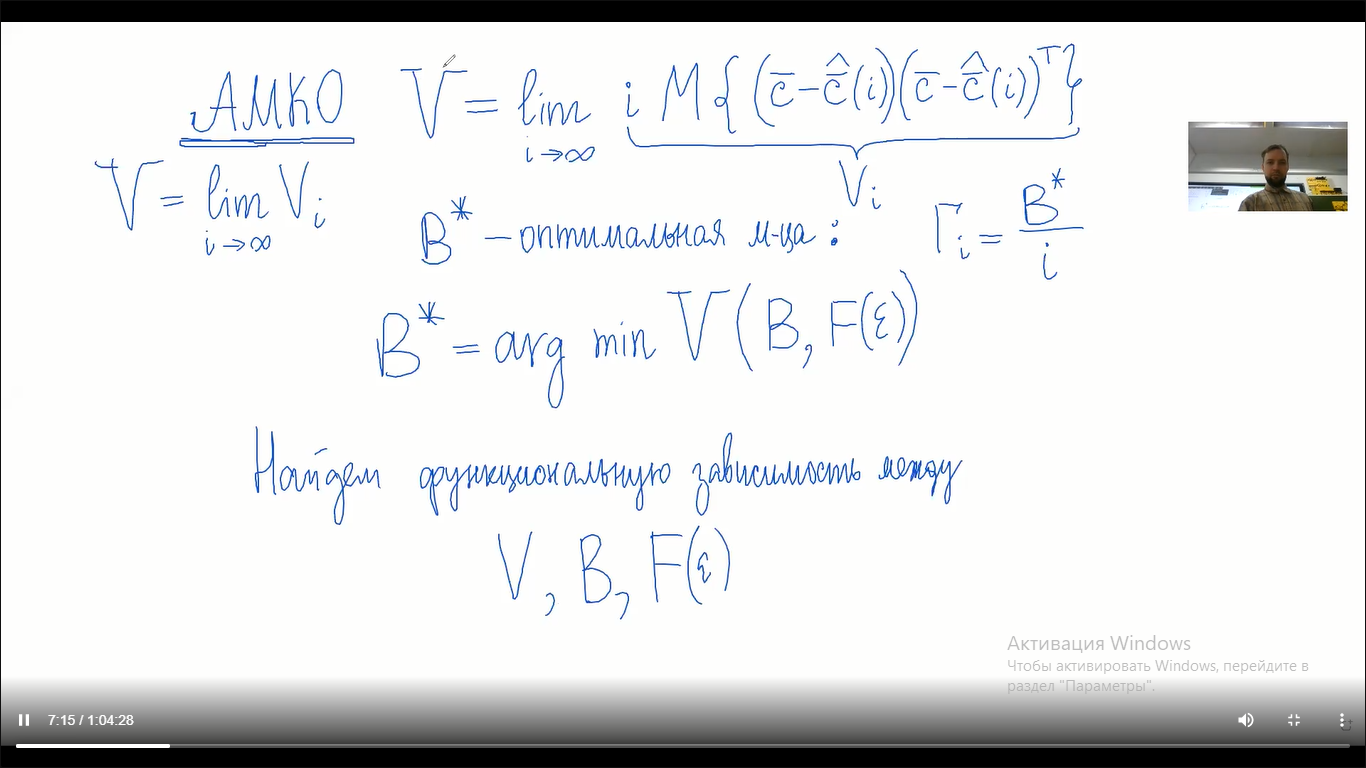 АМКО V = lim i→∞ i M{(c̄ − ĉ̄(i))(c̄ − ĉ̄(i))ᵀ}
V = lim i→∞ Vᵢ
Vᵢ
B* – оптимальная м-ца : Γᵢ = B*/i
B* = arg min V(B, F(ε))
Найдем функциональную зависимость между
V, B, F(ε)
Активация Windows
Чтобы активировать Windows, перейдите в
раздел "Параметры".
7:15 / 1:04:28